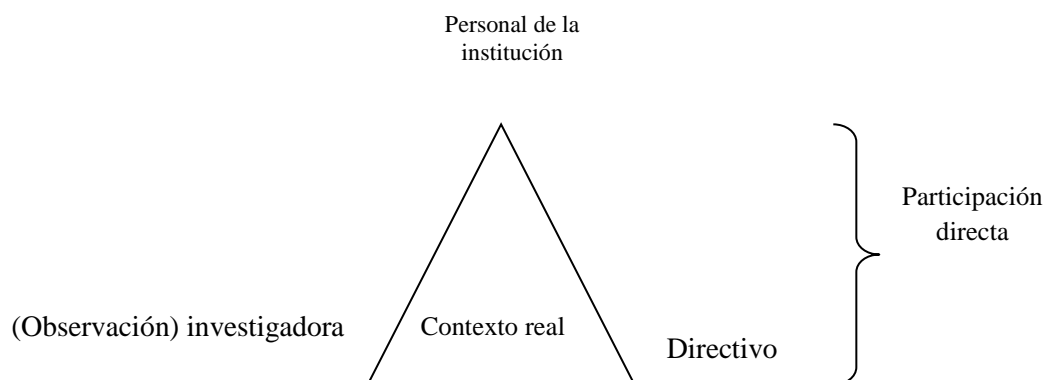 Personal de la
institución
Participación
directa
(Observación) investigadora
Contexto real
Directivo